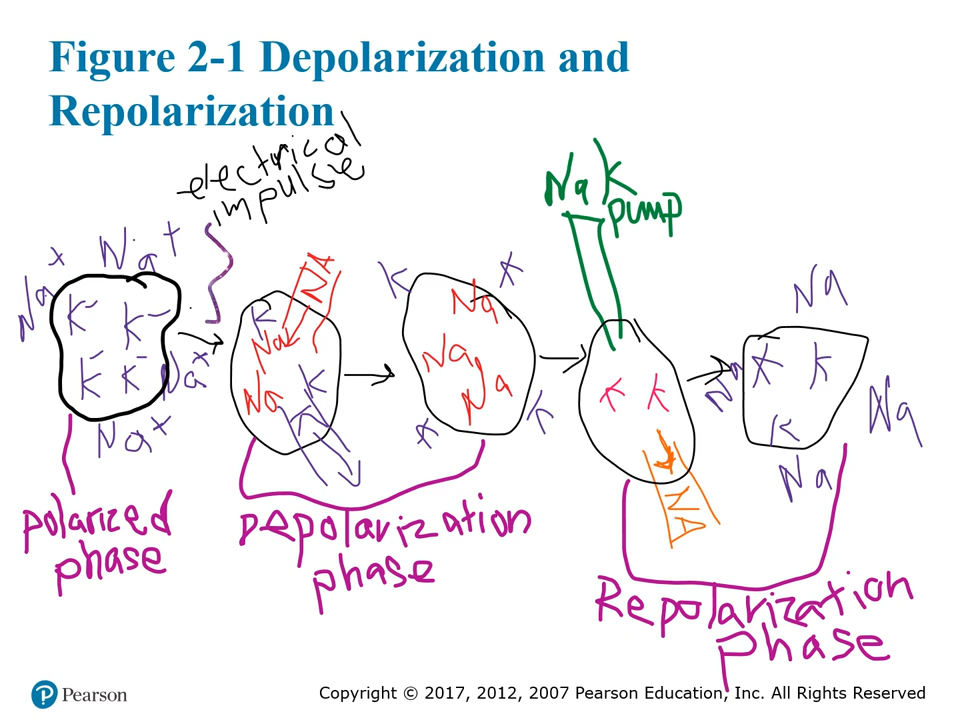 Figure 2-1 Depolarization and
Repolarization
electrical
impulse
Na K
pump
Na+
Na+
K-
K-
K-
K-
Na+
Na+
K
NA
Na
Na
K
K
K
K
Na
Na
Na
K
K
K
K
NA
Na
Na
K
K
K
Na
Na
polarized
phase
Depolarization
phase
Repolarization
phase
Pearson
Copyright © 2017, 2012, 2007 Pearson Education, Inc. All Rights Reserved